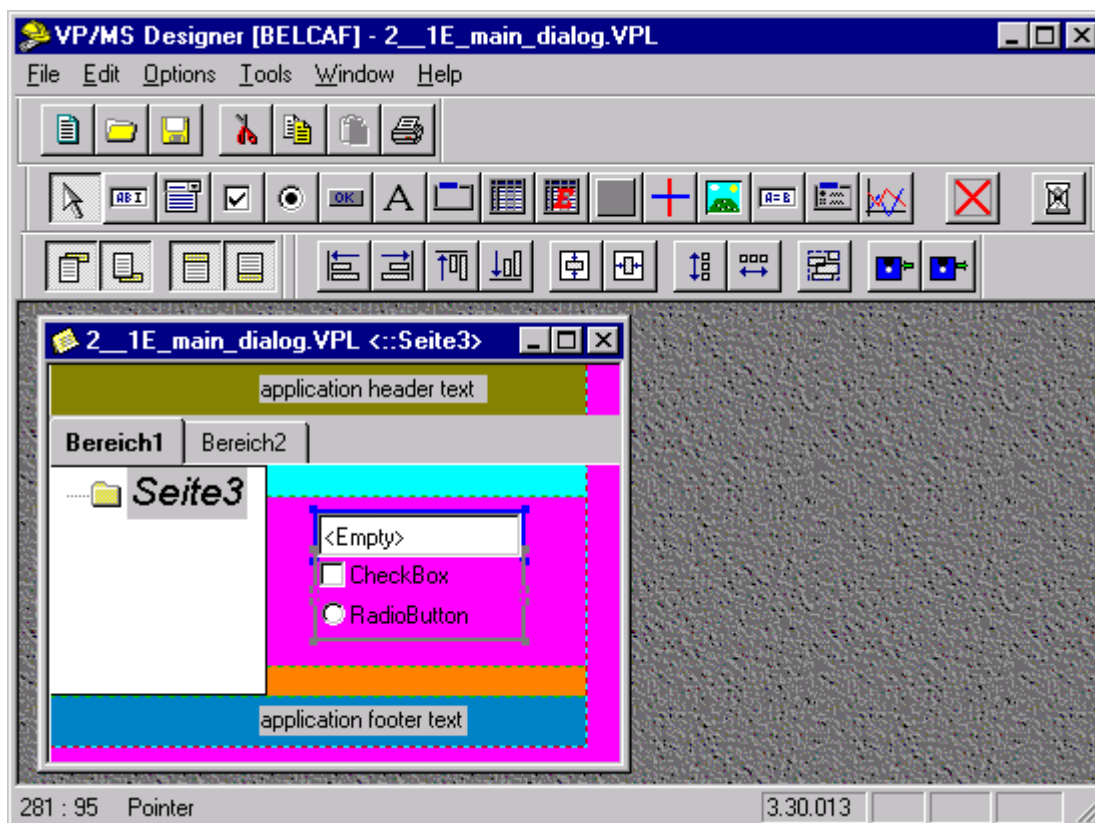 VP/MS Designer [BELCAF] - 2__1E_main_dialog.VPL
File Edit Options Tools Window Help
ABI OK A E A=B
2__1E_main_dialog.VPL <::Seite3>
application header text
Bereich1 Bereich2
Seite3
<Empty>
CheckBox
RadioButton
application footer text
281 : 95 Pointer 3.30.013